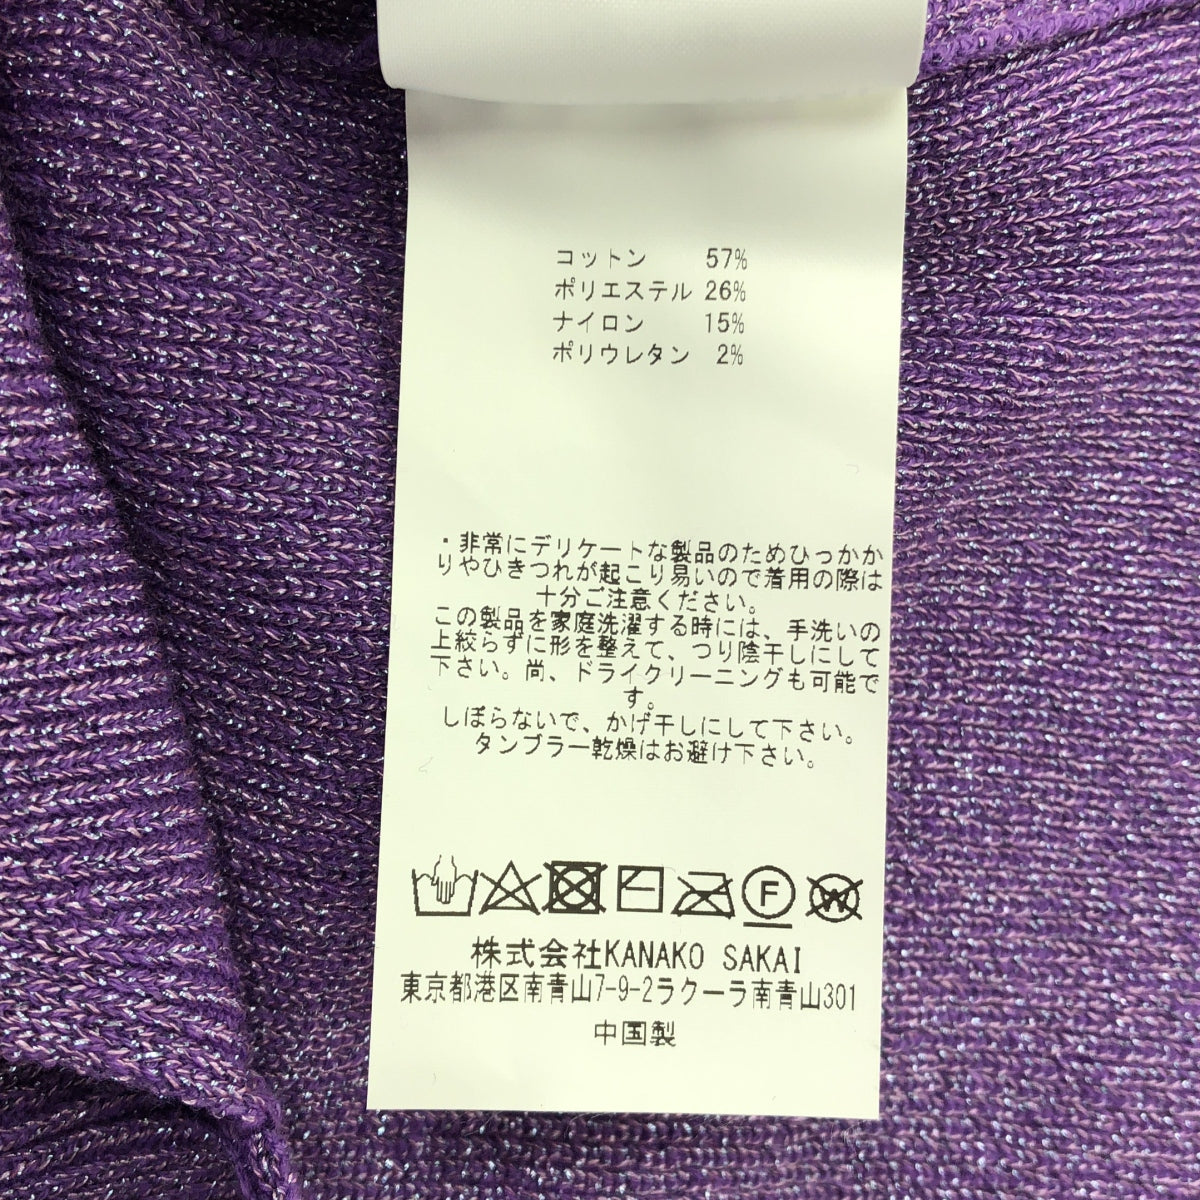 コットン 57%
ポリエステル 26%
ナイロン 15%
ポリウレタン 2%
・非常にデリケートな製品のためひっかか
りやひきつれが起こり易いので着用の際は
十分ご注意ください。
この製品を家庭洗濯する時には、手洗いの
上絞らずに形を整えて、つり陰干しにして
下さい。尚、ドライクリーニングも可能で
す。
しぼらないで、かげ干しにして下さい。
タンブラー乾燥はお避け下さい。
F W
株式会社KANAKO SAKAI
東京都港区南青山7-9-2ラクーラ南青山301
中国製